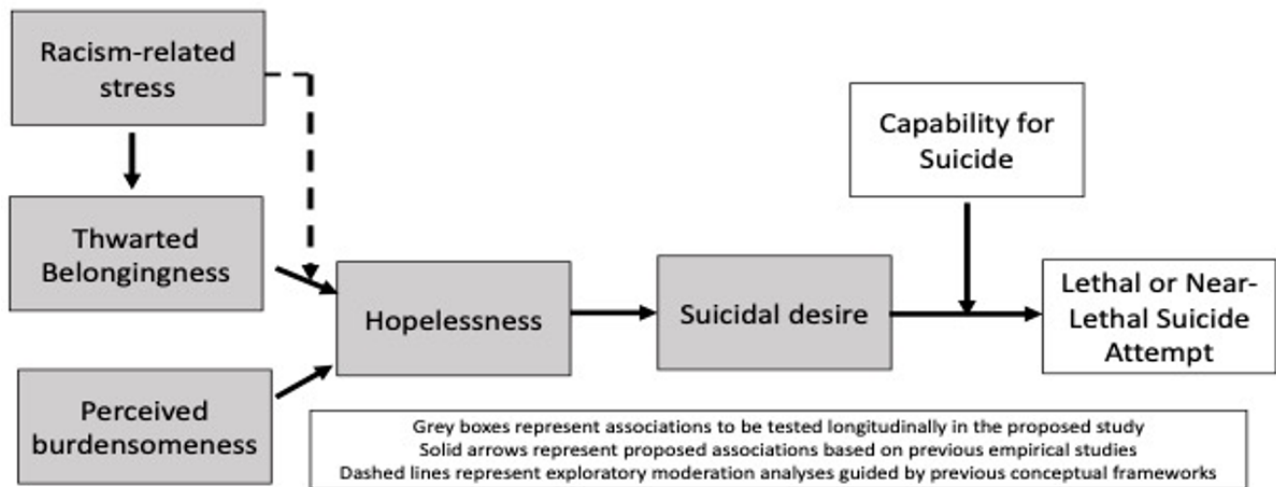 Racism-related
stress
Capability for
Suicide
Thwarted
Belongingness
Hopelessness
Suicidal desire
Lethal or Near-
Lethal Suicide
Attempt
Perceived
burdensomeness
Grey boxes represent associations to be tested longitudinally in the proposed study
Solid arrows represent proposed associations based on previous empirical studies
Dashed lines represent exploratory moderation analyses guided by previous conceptual frameworks